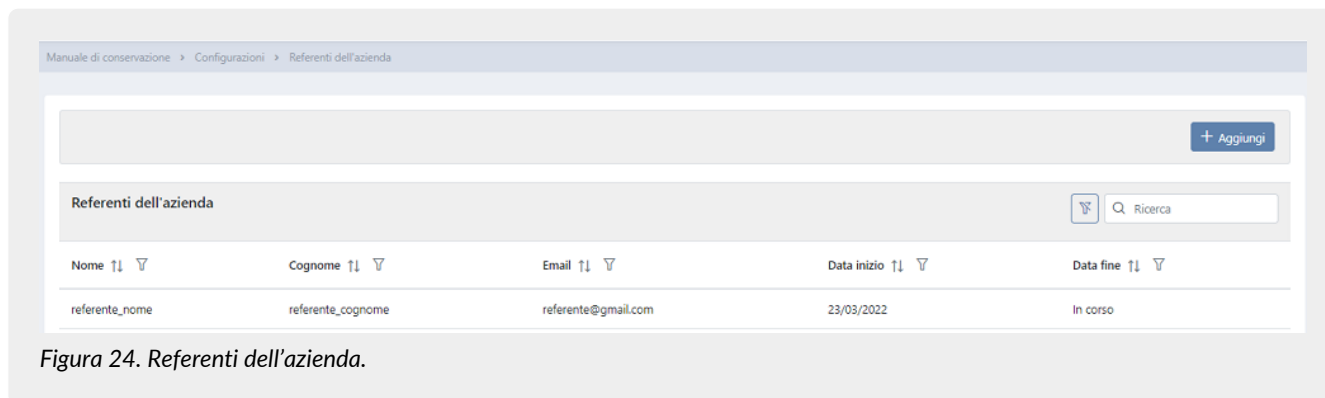 Manuale di conservazione > Configurazioni > Referenti dell'azienda
+ Aggiungi
Referenti dell'azienda
Ricerca
Nome Cognome Email Data inizio Data fine
referente_nome referente_cognome referente@gmail.com 23/03/2022 In corso
Figura 24. Referenti dell’azienda.